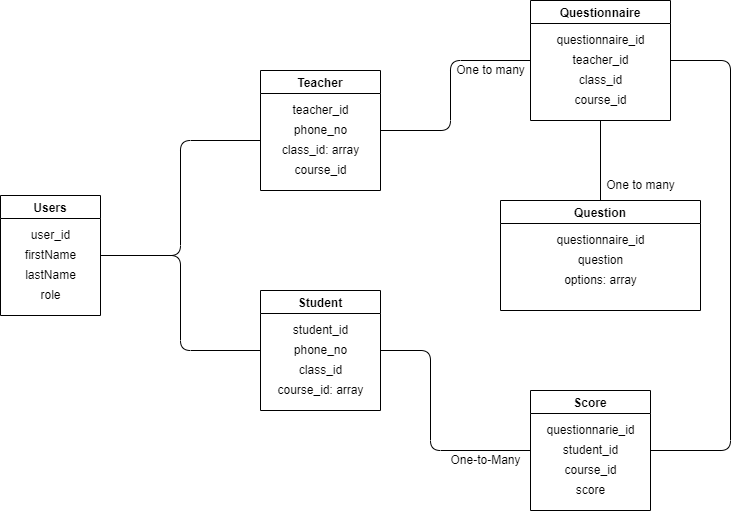 Questionnaire
questionnaire_id
teacher_id
class_id
course_id
One to many
Teacher
teacher_id
phone_no
class_id: array
course_id
One to many
Users
user_id
firstName
lastName
role
Question
questionnaire_id
question
options: array
Student
student_id
phone_no
class_id
course_id: array
One-to-Many
Score
questionnarie_id
student_id
course_id
score